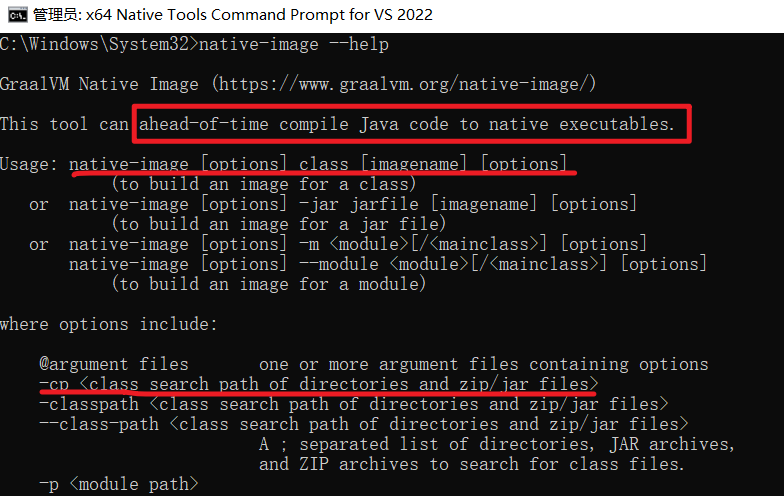 管理员: x64 Native Tools Command Prompt for VS 2022
C:\Windows\System32>native-image --help
GraalVM Native Image (https://www.graalvm.org/native-image/)
This tool can ahead-of-time compile Java code to native executables.
Usage: native-image [options] class [imagename] [options]
(to build an image for a class)
or native-image [options] -jar jarfile [imagename] [options]
(to build an image for a jar file)
or native-image [options] -m <module>[/<mainclass>] [options]
native-image [options] --module <module>[/<mainclass>] [options]
(to build an image for a module)
where options include:
@argument files one or more argument files containing options
-cp <class search path of directories and zip/jar files>
-classpath <class search path of directories and zip/jar files>
--class-path <class search path of directories and zip/jar files>
A ; separated list of directories, JAR archives,
and ZIP archives to search for class files.
-p <module path>